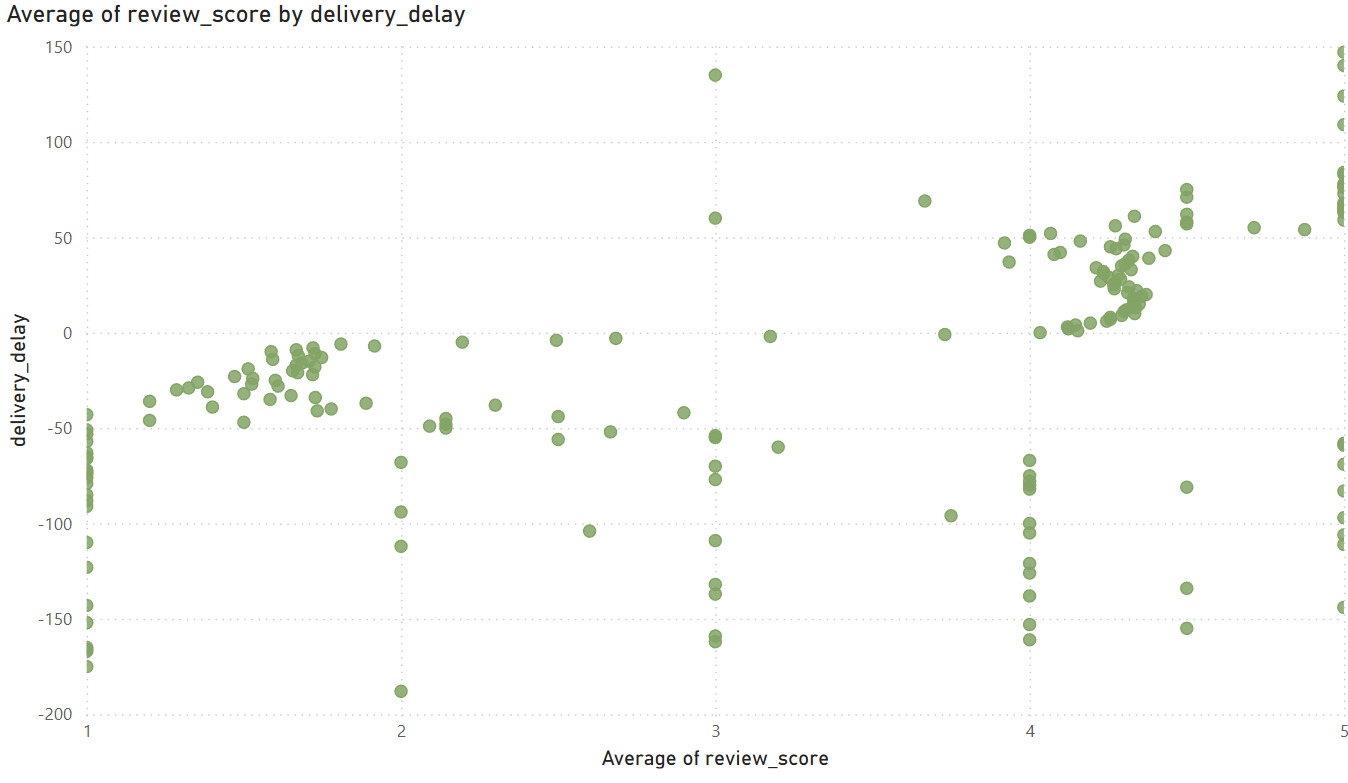 Average of review_score by delivery_delay
150
100
50
0
-50
-100
-150
-200
delivery_delay
1 2 3 4 5
Average of review_score